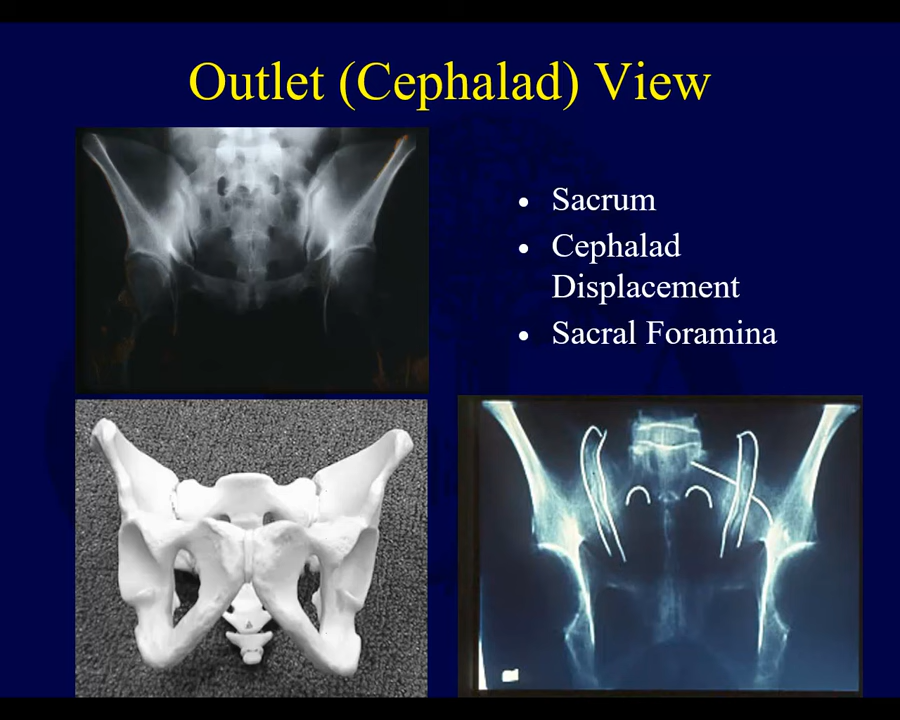 Outlet (Cephalad) View
• Sacrum
• Cephalad
Displacement
• Sacral Foramina